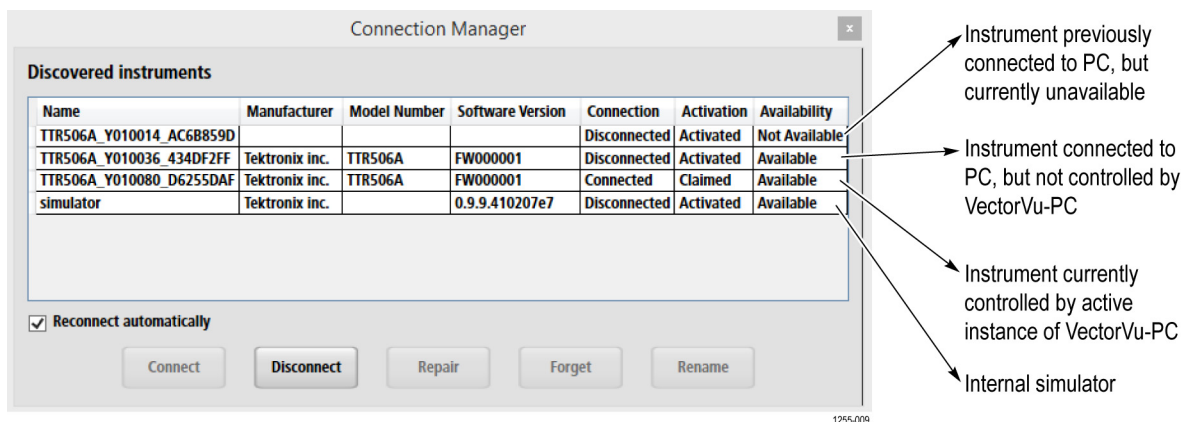 Connection Manager
x
Discovered instruments
Name Manufacturer Model Number Software Version Connection Activation Availability
TTR506A_Y010014_AC6B859D Disconnected Activated Not Available
TTR506A_Y010036_434DF2FF Tektronix inc. TTR506A FW000001 Disconnected Activated Available
TTR506A_Y010080_D6255DAF Tektronix inc. TTR506A FW000001 Connected Claimed Available
simulator Tektronix inc. 0.9.9.410207e7 Disconnected Activated Available
Reconnect automatically
Connect Disconnect Repair Forget Rename
Instrument previously
connected to PC, but
currently unavailable
Instrument connected to
PC, but not controlled by
VectorVu-PC
Instrument currently
controlled by active
instance of VectorVu-PC
Internal simulator
1255-009